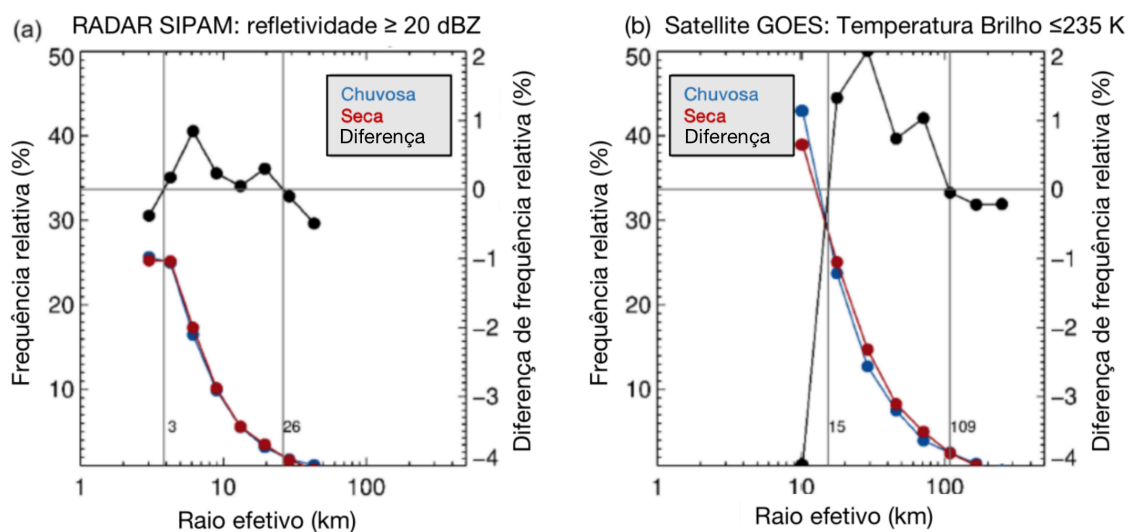 (a) RADAR SIPAM: refletividade ≥ 20 dBZ
50
40
30
20
10
Frequência relativa (%)
Chuvosa
Seca
Diferença
2
1
0
−1
−2
−3
−4
Diferença de frequência relativa (%)
3
26
1
10
100
Raio efetivo (km)
(b) Satellite GOES: Temperatura Brilho ≤235 K
50
40
30
20
10
Frequência relativa (%)
Chuvosa
Seca
Diferença
2
1
0
−1
−2
−3
−4
Diferença de frequência relativa (%)
15
109
1
10
100
Raio efetivo (km)